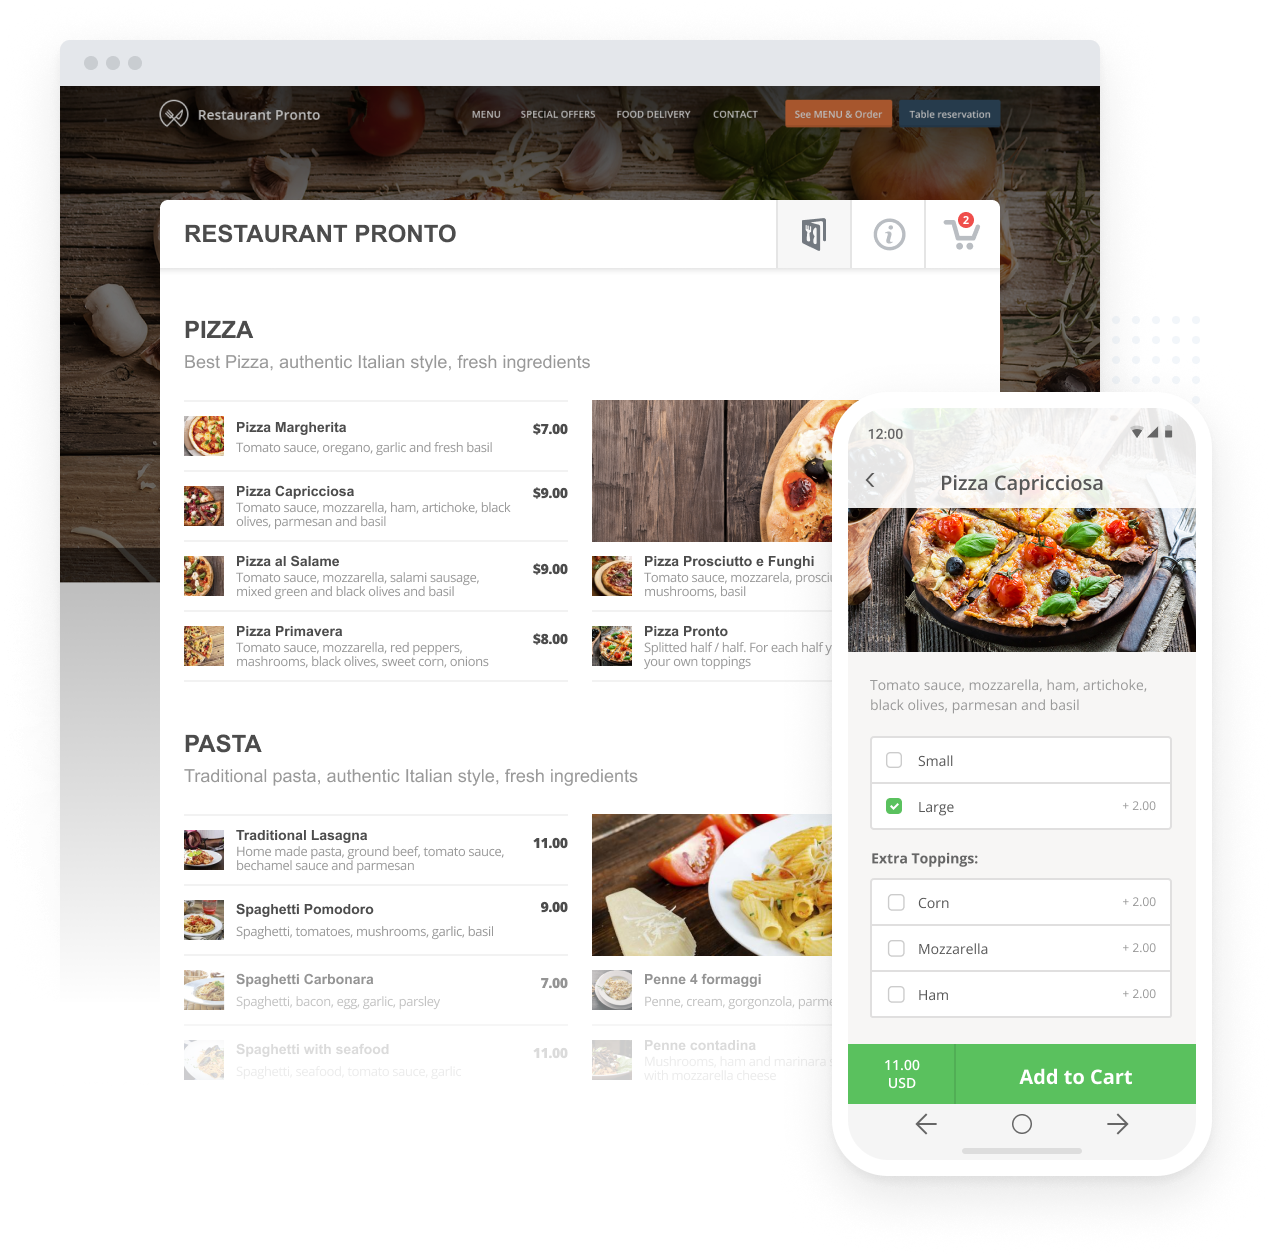 Restaurant Pronto
MENU
SPECIAL OFFERS
FOOD DELIVERY
CONTACT
See MENU & Order
Table reservation
RESTAURANT PRONTO
2
PIZZA
Best Pizza, authentic Italian style, fresh ingredients
Pizza Margherita
$7.00
Tomato sauce, oregano, garlic and fresh basil
Pizza Capricciosa
$9.00
Tomato sauce, mozzarella, ham, artichoke, black
olives, parmesan and basil
Pizza al Salame
$9.00
Tomato sauce, mozzarella, salami sausage,
mixed green and black olives and basil
Pizza Primavera
$8.00
Tomato sauce, mozzarella, red peppers,
mashrooms, black olives, sweet corn, onions
Pizza Prosciutto e Funghi
Tomato sauce, mozzarela,
mushrooms, basil
Pizza Pronto
Splitted half / half. For each half
your own toppings
PASTA
Traditional pasta, authentic Italian style, fresh ingredients
Traditional Lasagna
11.00
Home made pasta, ground beef, tomato sauce,
bechamel sauce and parmesan
Spaghetti Pomodoro
9.00
Spaghetti, tomatoes, mushrooms, garlic, basil
Spaghetti Carbonara
7.00
Spaghetti, bacon, egg, garlic, parsley
Spaghetti with seafood
11.00
Spaghetti, seafood, tomato sauce, garlic
Penne 4 formaggi
Penne, cream, gorgonzola,
Penne contadina
Mushrooms, ham and marinara
with mozzarella cheese
12:00
Pizza Capricciosa
Tomato sauce, mozzarella, ham, artichoke,
black olives, parmesan and basil
Small
Large
+ 2.00
Extra Toppings:
Corn
+ 2.00
Mozzarella
+ 2.00
Ham
+ 2.00
11.00
USD
Add to Cart